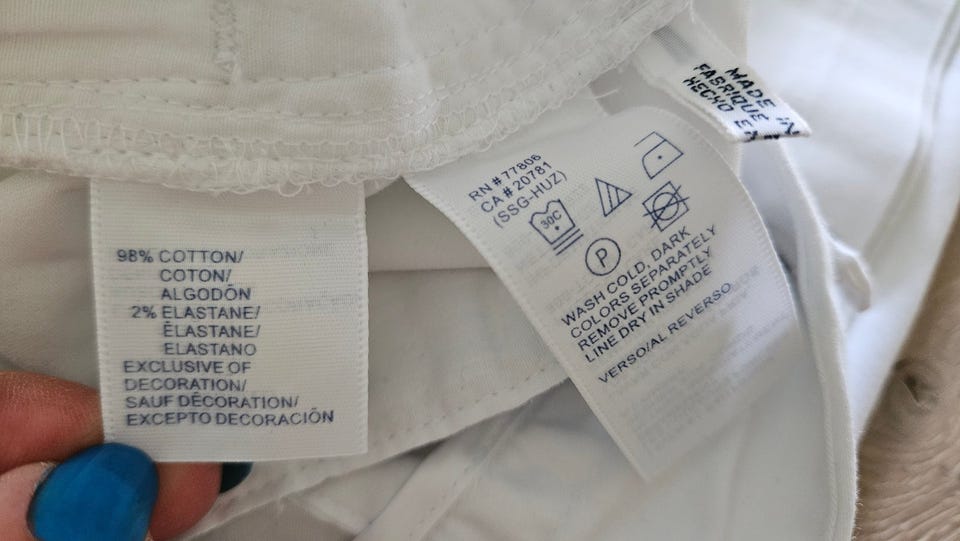 98% COTTON/
COTON/
ALGODÓN
2% ELASTANE/
ÉLASTANE/
ELASTANO
EXCLUSIVE OF
DECORATION/
SAUF DÉCORATION/
EXCEPTO DECORACIÓN
RN # 77806
CA # 20781
(SSG-HUZ)
30C
P
WASH COLD. DARK
COLORS SEPARATELY
REMOVE PROMPTLY
LINE DRY IN SHADE
VERSO/AL REVERSO
MADE IN
FABRIQUE
HECHO